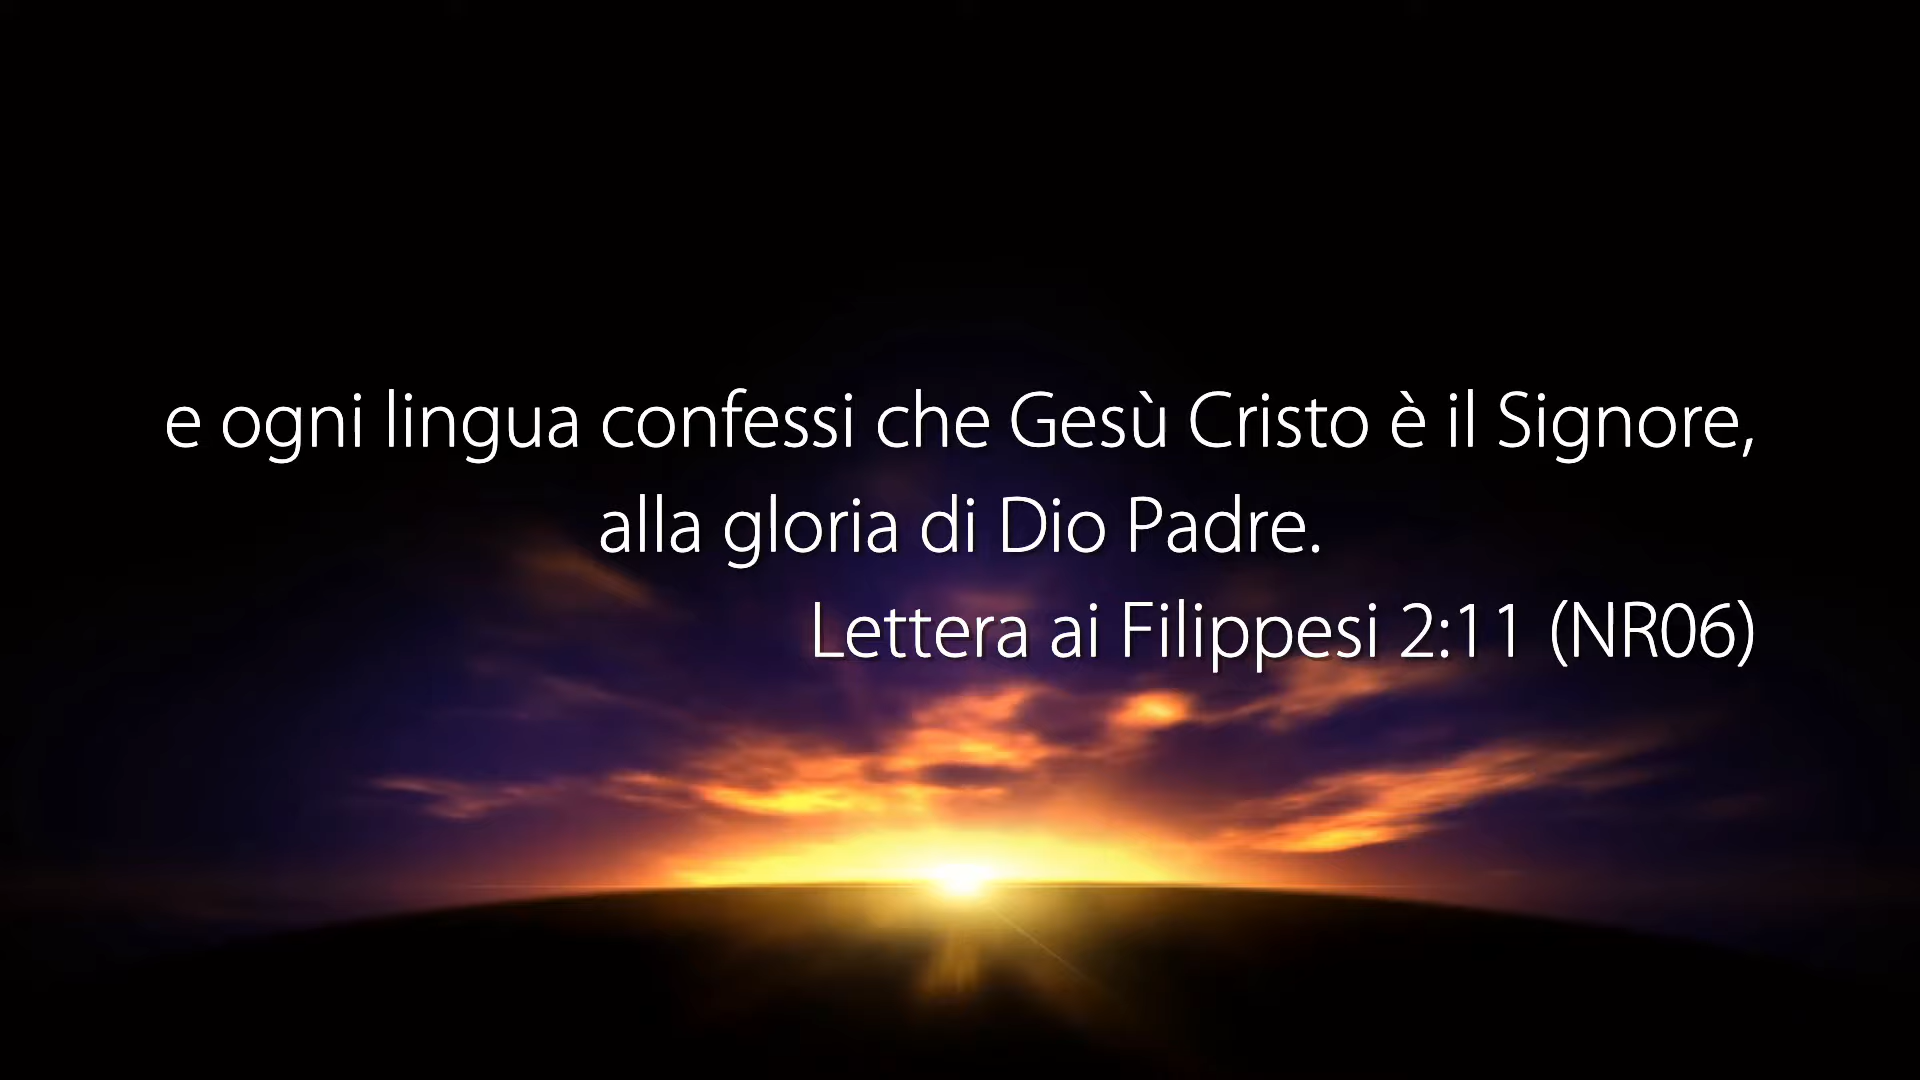 e ogni lingua confessi che Gesù Cristo è il Signore,
alla gloria di Dio Padre.
Lettera ai Filippesi 2:11 (NR06)